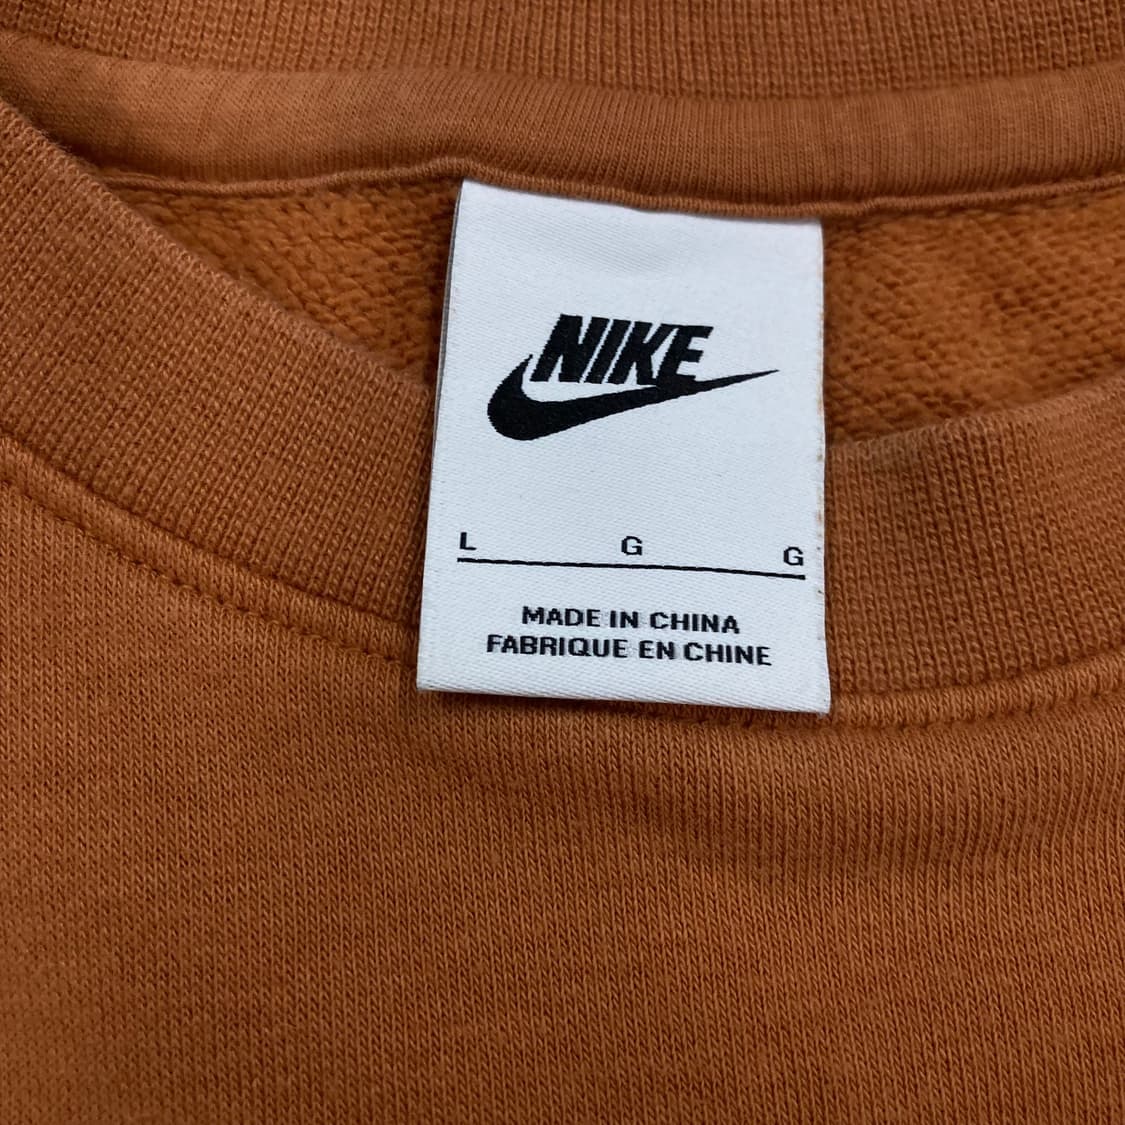 NIKE
L G G
MADE IN CHINA
FABRIQUE EN CHINE